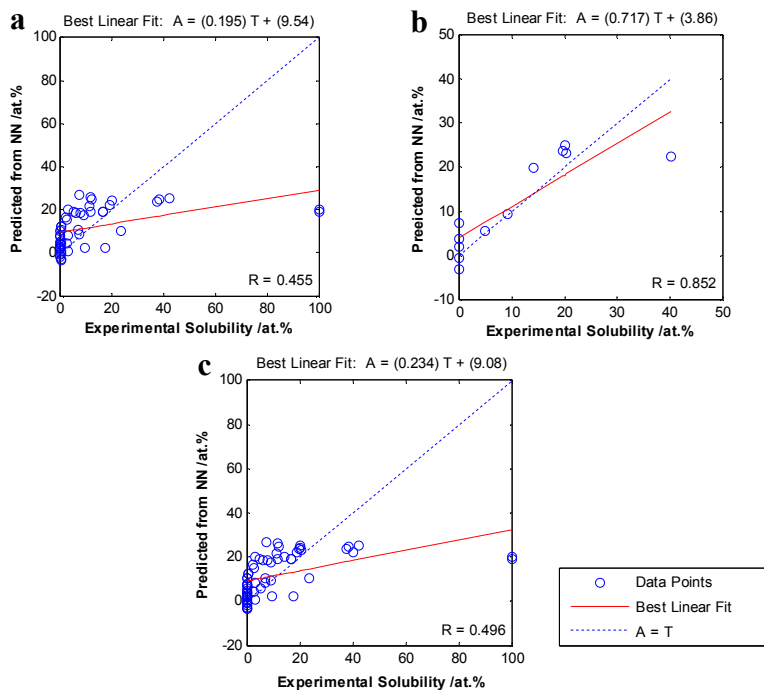 a
Best Linear Fit: A = (0.195) T + (9.54)
100
80
60
40
20
0
-20
Predicted from NN /at.%
R = 0.455
0 20 40 60 80 100
Experimental Solubility /at.%
b
Best Linear Fit: A = (0.717) T + (3.86)
50
40
30
20
10
0
-10
Preeicted from NN /at.%
R = 0.852
0 10 20 30 40 50
Experimental Solubility /at.%
c
Best Linear Fit: A = (0.234) T + (9.08)
100
80
60
40
20
0
-20
Predicted from NN /at.%
R = 0.496
0 20 40 60 80 100
Experimental Solubility /at.%
Data Points
Best Linear Fit
A = T